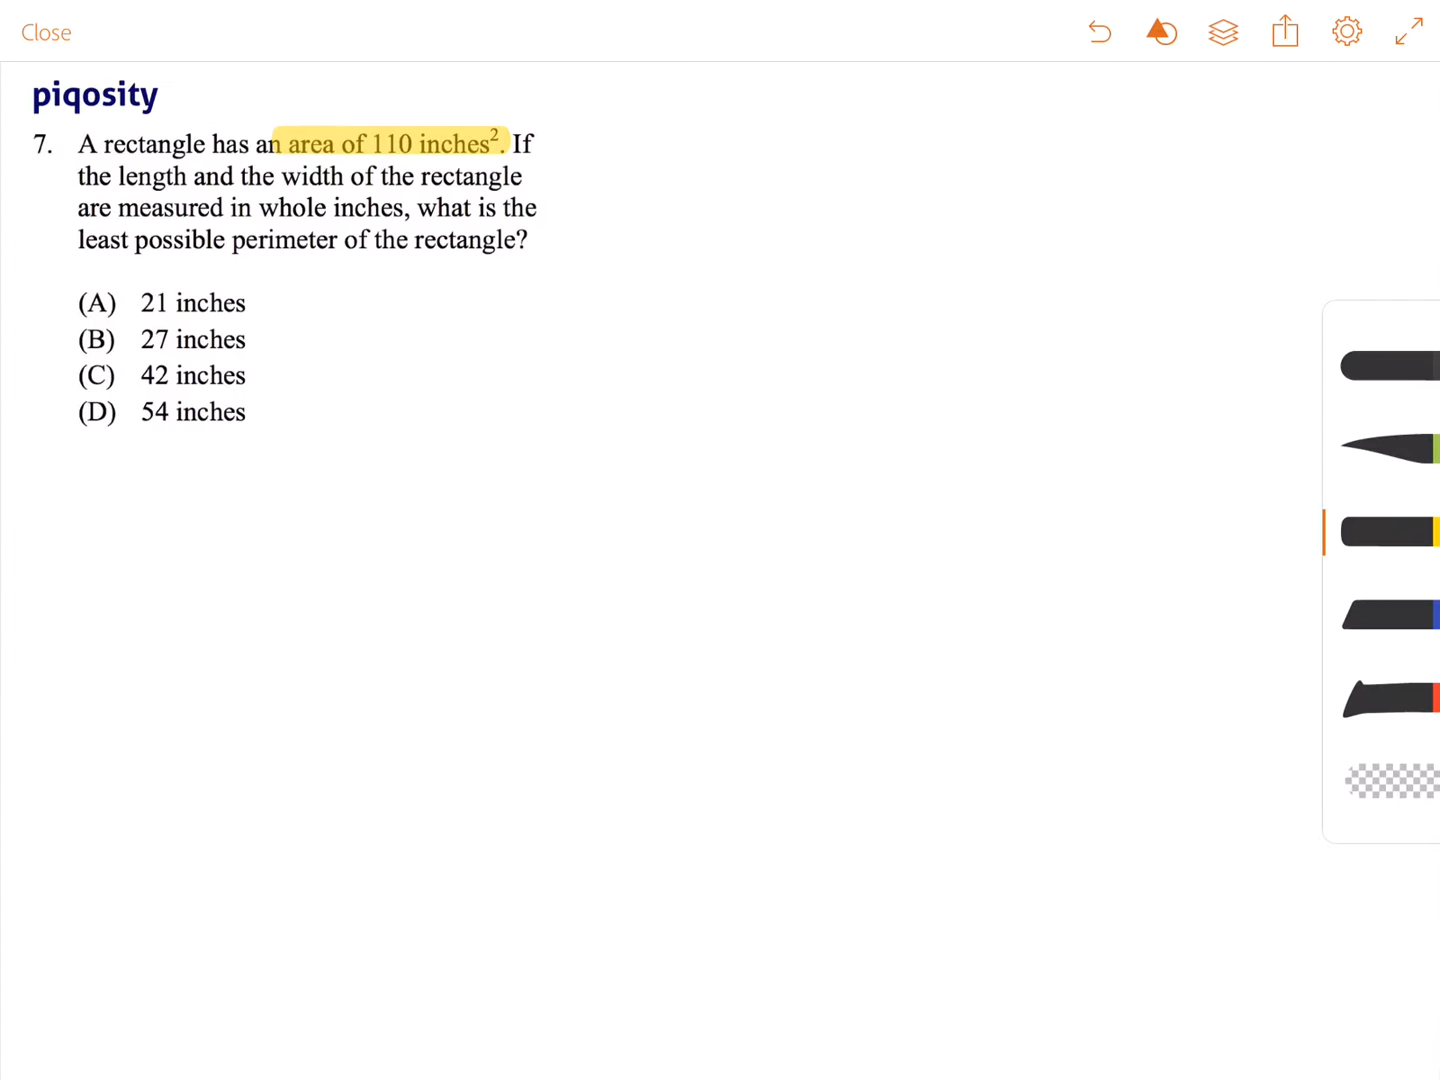 Close
piqosity
7. A rectangle has an area of 110 inches². If
the length and the width of the rectangle
are measured in whole inches, what is the
least possible perimeter of the rectangle?
(A) 21 inches
(B) 27 inches
(C) 42 inches
(D) 54 inches